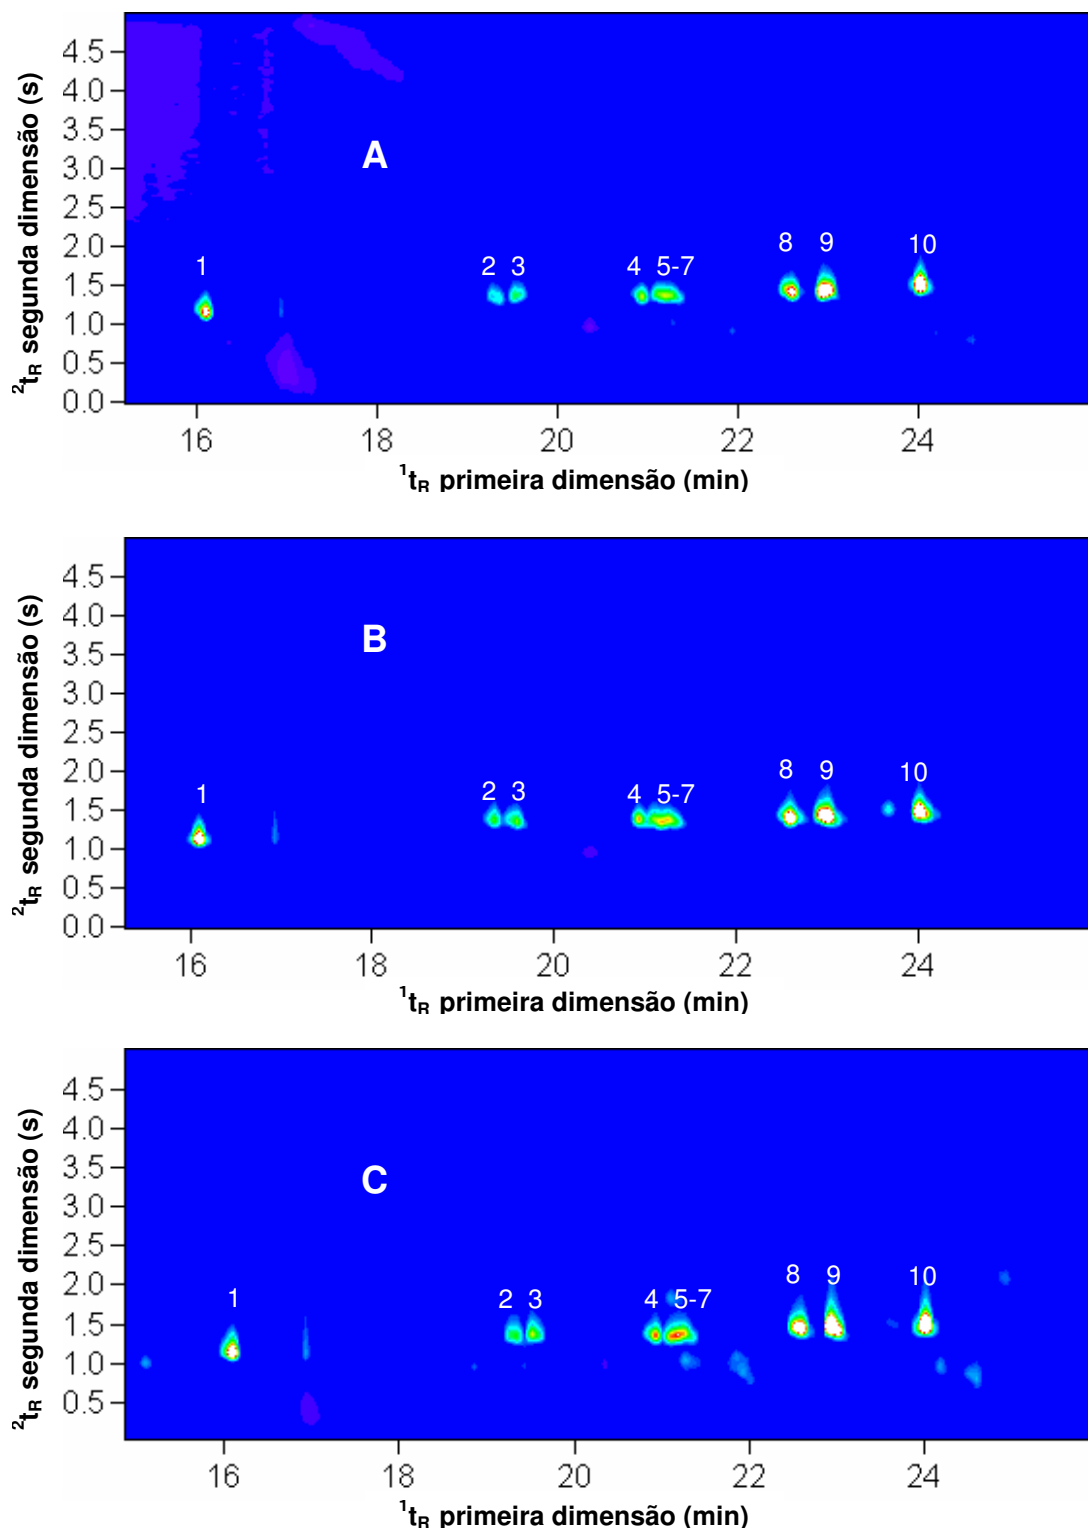 4.5
4.0
3.5
3.0
2.5
2.0
1.5
1.0
0.5
0.0
²tR segunda dimensão (s)
A
1 2 3 4 5-7 8 9 10
16 18 20 22 24
¹tR primeira dimensão (min)
4.5
4.0
3.5
3.0
2.5
2.0
1.5
1.0
0.5
0.0
²tR segunda dimensão (s)
B
1 2 3 4 5-7 8 9 10
16 18 20 22 24
¹tR primeira dimensão (min)
4.5
4.0
3.5
3.0
2.5
2.0
1.5
1.0
0.5
²tR segunda dimensão (s)
C
1 2 3 4 5-7 8 9 10
16 18 20 22 24
¹tR primeira dimensão (min)